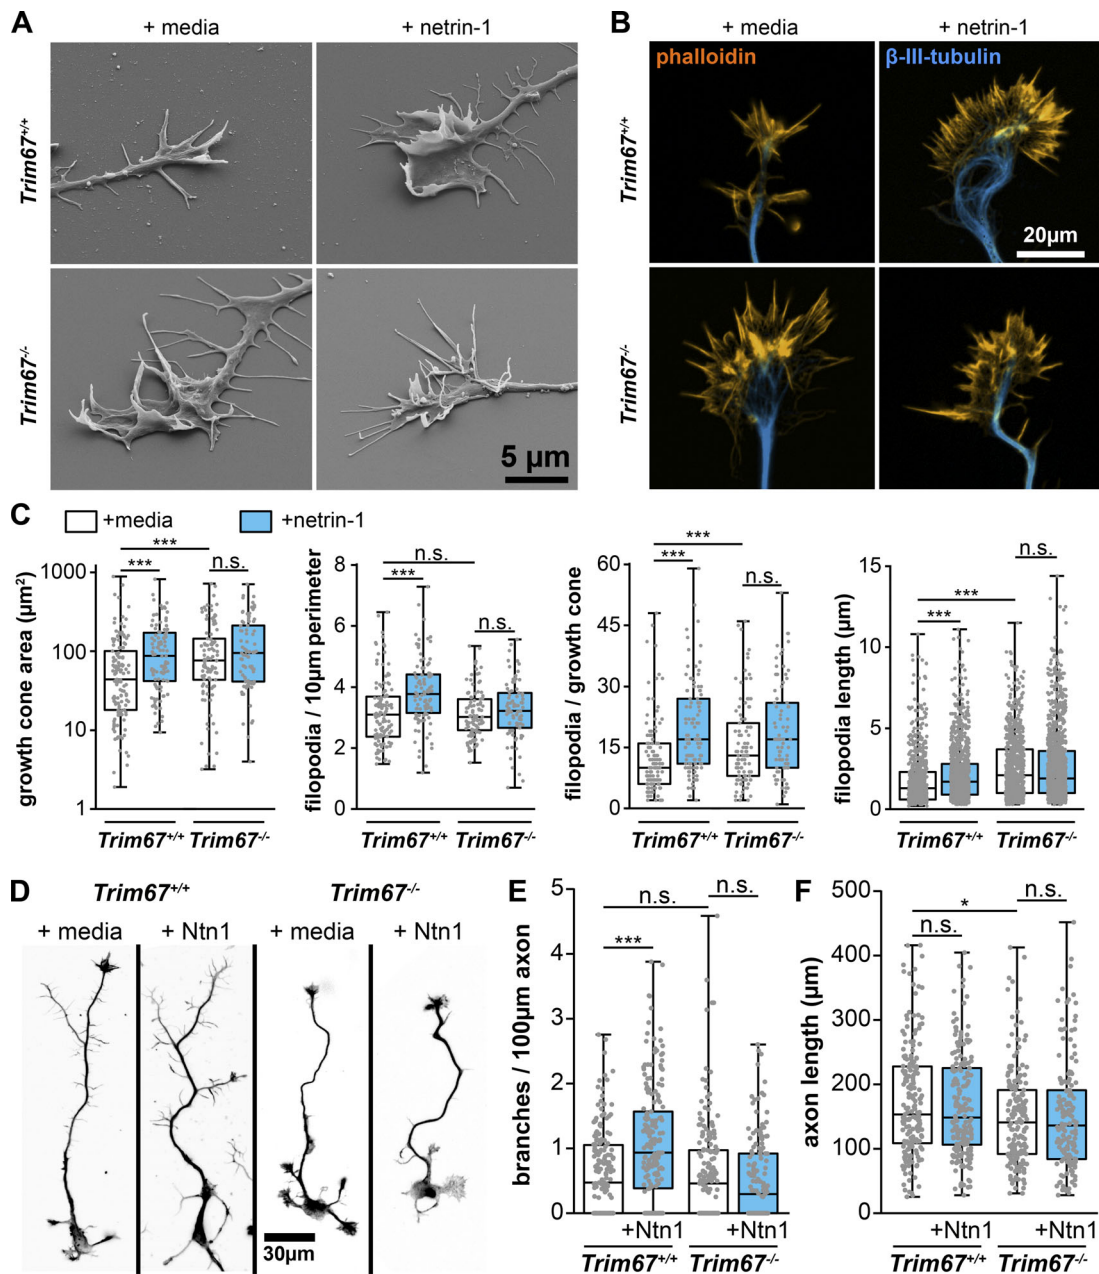 A
+ media
+ netrin-1
Trim67+/+
Trim67-/-
5 µm
B
+ media
+ netrin-1
phalloidin
β-III-tubulin
Trim67+/+
20µm
Trim67-/-
C
+media
+netrin-1
growth cone area (µm²)
1000
100
10
1
***
***
n.s.
Trim67+/+
Trim67-/-
filopodia / 10µm perimeter
8
6
4
2
0
n.s.
***
n.s.
Trim67+/+
Trim67-/-
filopodia / growth cone
60
45
30
15
0
***
***
n.s.
Trim67+/+
Trim67-/-
filopodia length (µm)
15
10
5
0
n.s.
***
***
Trim67+/+
Trim67-/-
D
Trim67+/+
Trim67-/-
+ media
+ Ntn1
+ media
+ Ntn1
30µm
E
branches / 100µm axon
5
4
3
2
1
0
n.s.
n.s.
***
+Ntn1
+Ntn1
Trim67+/+
Trim67-/-
F
axon length (µm)
500
400
300
200
100
0
n.s.
*
n.s.
+Ntn1
+Ntn1
Trim67+/+
Trim67-/-